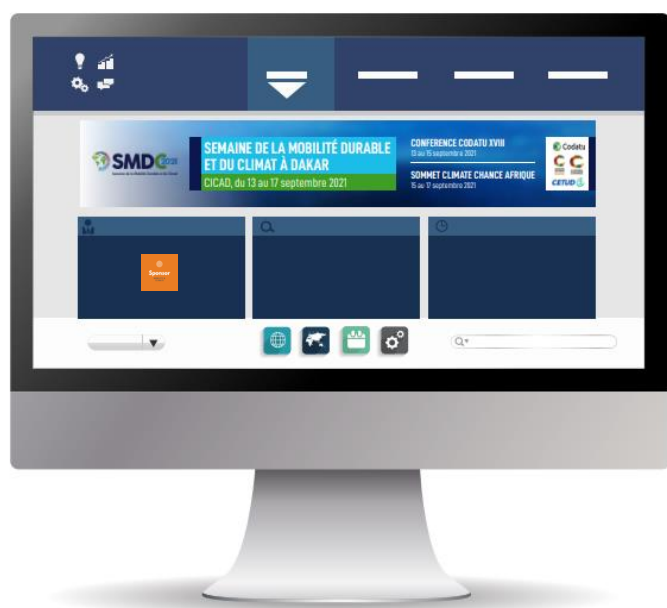 SMDC
SEMAINE DE LA MOBILITÉ DURABLE
ET DU CLIMAT À DAKAR
CICAD, du 13 au 17 septembre 2021
CONFERENCE CODATU XVIII
13 au 15 septembre 2021
SOMMET CLIMATE CHANCE AFRIQUE
15 au 17 septembre 2021
Codatu
CETUD
Sponsor